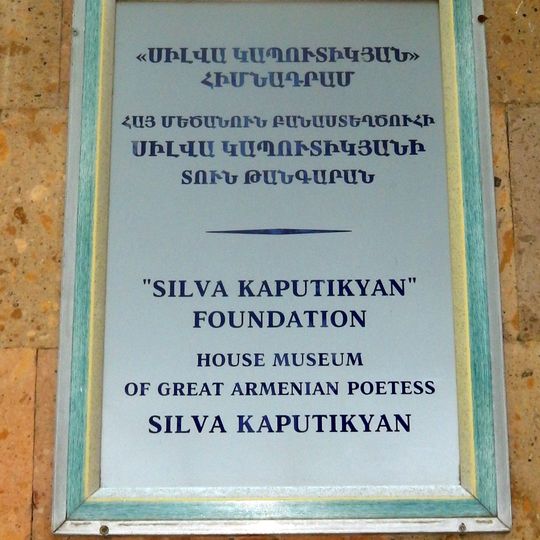 «ՍԻԼՎԱ ԿԱՊՈՒՏԻԿՅԱՆ»
ՀԻՄՆԱԴՐԱՄ
ՀԱՅ ՄԵԾԱՆՈՒՆ ԲԱՆԱՍՏԵՂԾՈՒՀԻ
ՍԻԼՎԱ ԿԱՊՈՒՏԻԿՅԱՆԻ
ՏՈՒՆ ԹԱՆԳԱՐԱՆ
"SILVA KAPUTIKYAN"
FOUNDATION
HOUSE MUSEUM
OF GREAT ARMENIAN POETESS
SILVA KAPUTIKYAN